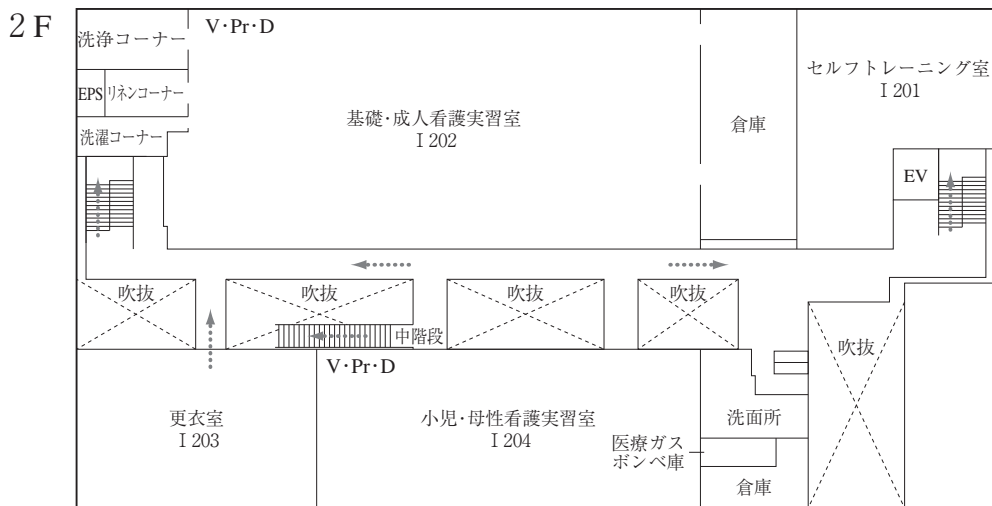 2F
V・Pr・D
洗浄コーナー
EPS
リネンコーナー
洗濯コーナー
基礎・成人看護実習室
I 202
倉庫
セルフトレーニング室
I 201
EV
吹抜
吹抜
吹抜
吹抜
中階段
吹抜
V・Pr・D
更衣室
I 203
小児・母性看護実習室
I 204
洗面所
医療ガス
ボンベ庫
倉庫